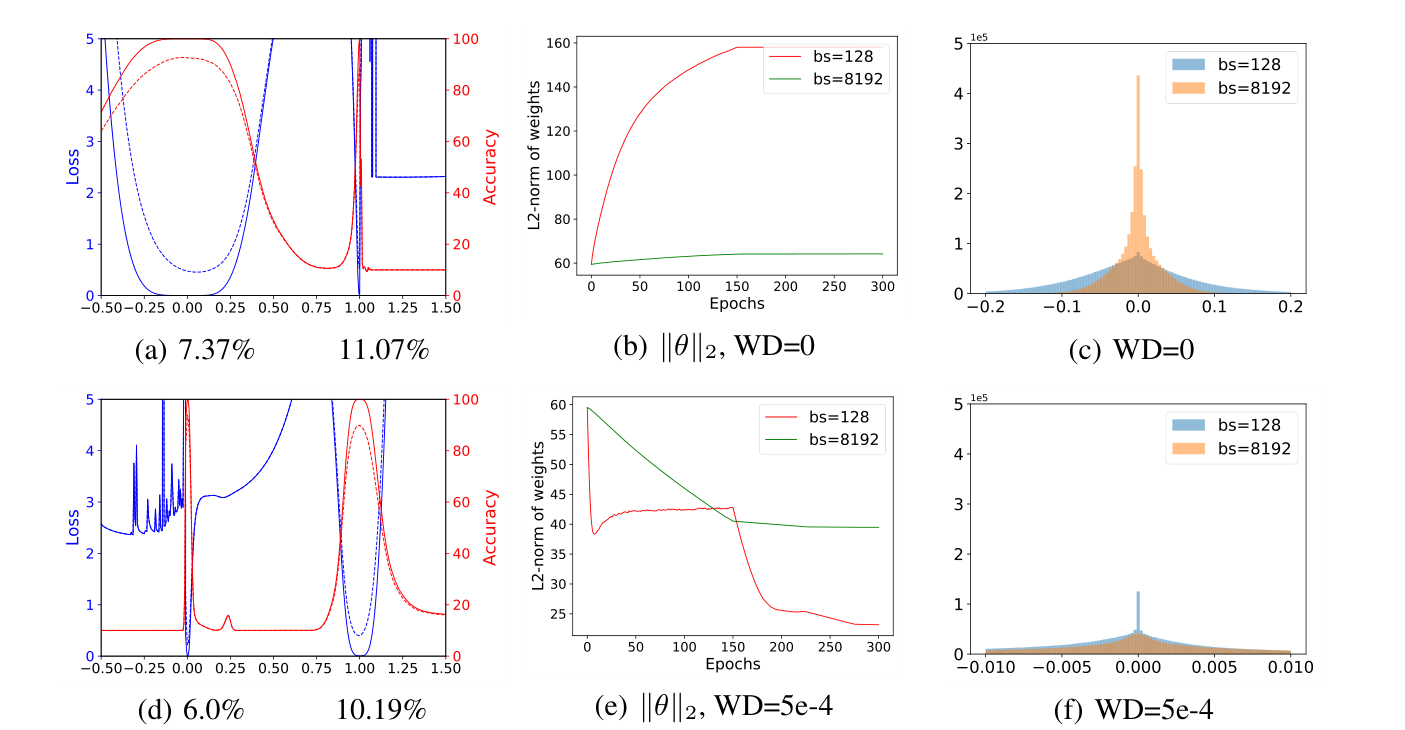 5
4
3
2
1
0
Loss
100
80
60
40
20
0
Accuracy
−0.50 −0.25 0.00 0.25 0.50 0.75 1.00 1.25 1.50
(a) 7.37% 11.07%
160
140
120
100
80
60
L2-norm of weights
bs=128
bs=8192
0 50 100 150 200 250 300
Epochs
(b) ∥θ∥₂, WD=0
1e5
5
4
3
2
1
0
bs=128
bs=8192
−0.2 −0.1 0.0 0.1 0.2
(c) WD=0
5
4
3
2
1
0
Loss
100
80
60
40
20
0
Accuracy
−0.50 −0.25 0.00 0.25 0.50 0.75 1.00 1.25 1.50
(d) 6.0% 10.19%
60
55
50
45
40
35
30
25
L2-norm of weights
bs=128
bs=8192
0 50 100 150 200 250 300
Epochs
(e) ∥θ∥₂, WD=5e-4
1e5
5
4
3
2
1
0
bs=128
bs=8192
−0.010 −0.005 0.000 0.005 0.010
(f) WD=5e-4